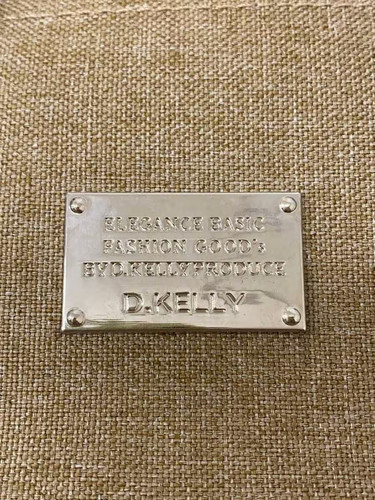 ELEGANCE BASIC
FASHION GOOD's
BY D.KELLY PRODUCE
D.KELLY